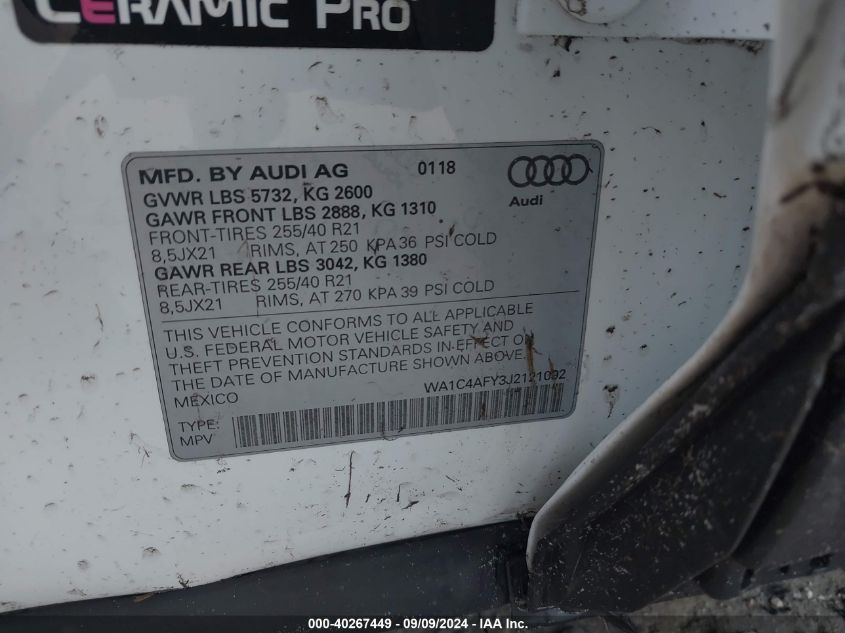 CERAMIC PRO
MFD. BY AUDI AG 0118
GVWR LBS 5732, KG 2600
GAWR FRONT LBS 2888, KG 1310
Audi
FRONT-TIRES 255/40 R21
8,5JX21 RIMS, AT 250 KPA 36 PSI COLD
GAWR REAR LBS 3042, KG 1380
REAR-TIRES 255/40 R21
8,5JX21 RIMS, AT 270 KPA 39 PSI COLD
THIS VEHICLE CONFORMS TO ALL APPLICABLE
U.S. FEDERAL MOTOR VEHICLE SAFETY AND
THEFT PREVENTION STANDARDS IN EFFECT ON
THE DATE OF MANUFACTURE SHOWN ABOVE.
MEXICO WA1C4AFY3J2121092
TYPE:
MPV
000-40267449 - 09/09/2024 - IAA Inc.